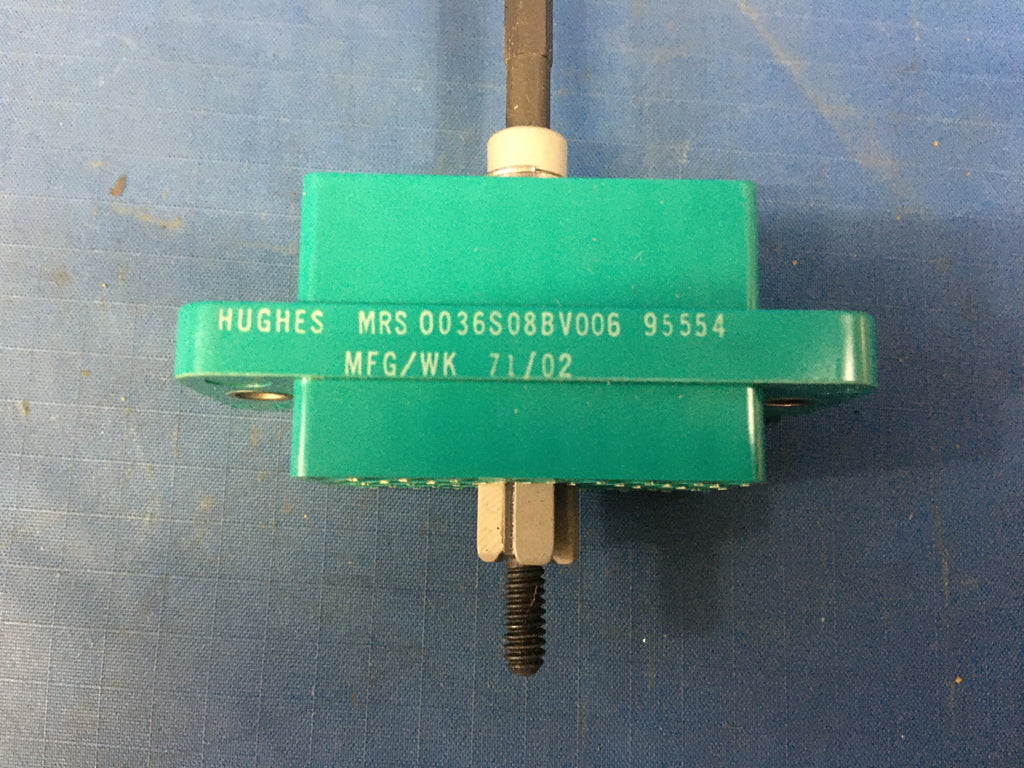 HUGHES MRS 0036S08BV006 95554
MFG/WK 71/02